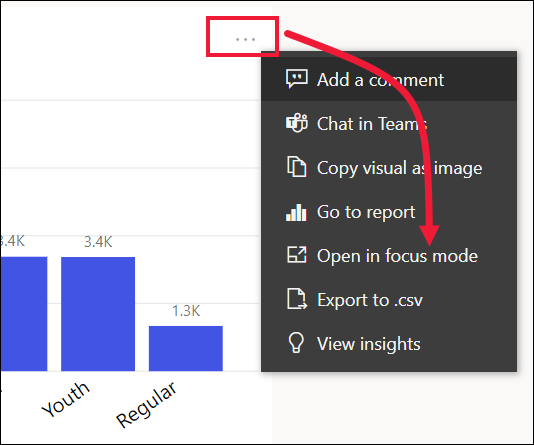 ...
Add a comment
Chat in Teams
Copy visual as image
Go to report
Open in focus mode
Export to .csv
View insights
3.4K
3.4K
1.3K
Youth
Regular